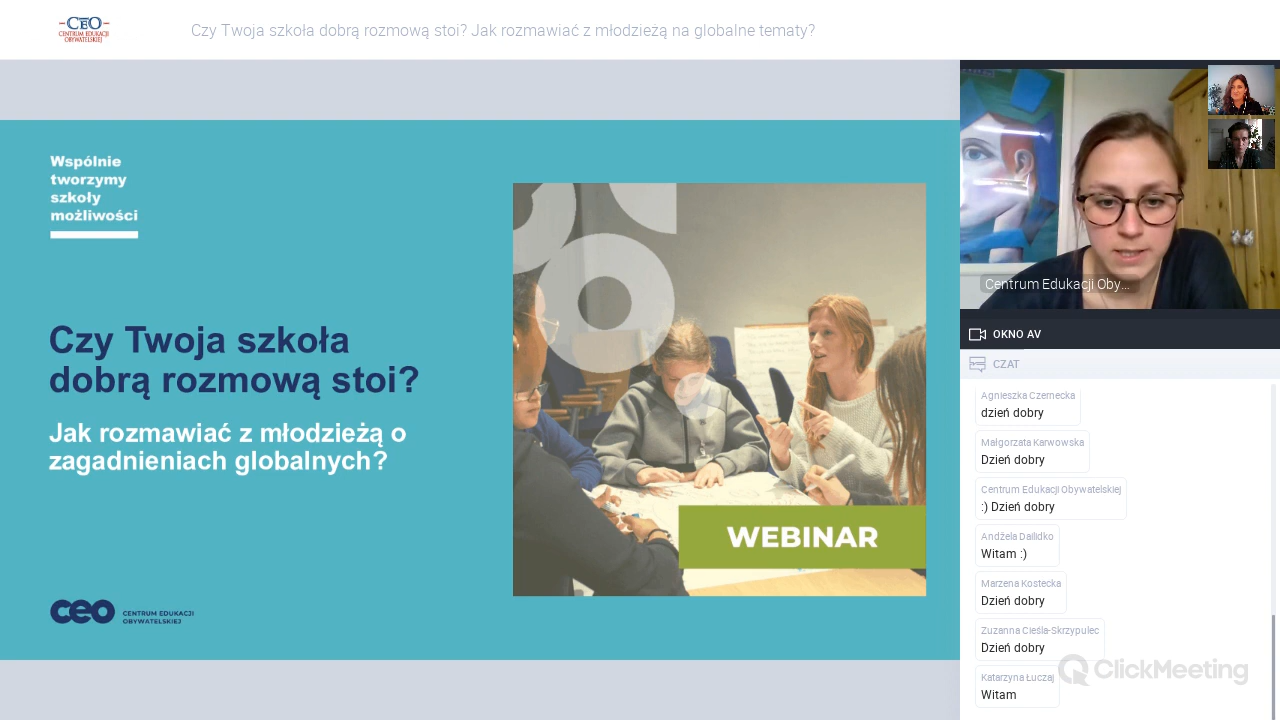 CEO
CENTRUM EDUKACJI
OBYWATELSKIEJ
Czy Twoja szkoła dobrą rozmową stoi? Jak rozmawiać z młodzieżą na globalne tematy?
Wspólnie
tworzymy
szkoły
możliwości
Czy Twoja szkoła
dobrą rozmową stoi?
Jak rozmawiać z młodzieżą o
zagadnieniach globalnych?
WEBINAR
ceo
CENTRUM EDUKACJI
OBYWATELSKIEJ
Centrum Edukacji Oby...
OKNO AV
CZAT
Agnieszka Czernecka
dzień dobry
Małgorzata Karwowska
Dzień dobry
Centrum Edukacji Obywatelskiej
:) Dzień dobry
Andżela Dailidko
Witam :)
Marzena Kostecka
Dzień dobry
Zuzanna Cieśla-Skrzypulec
Dzień dobry
Katarzyna Łuczaj
Witam
ClickMeeting